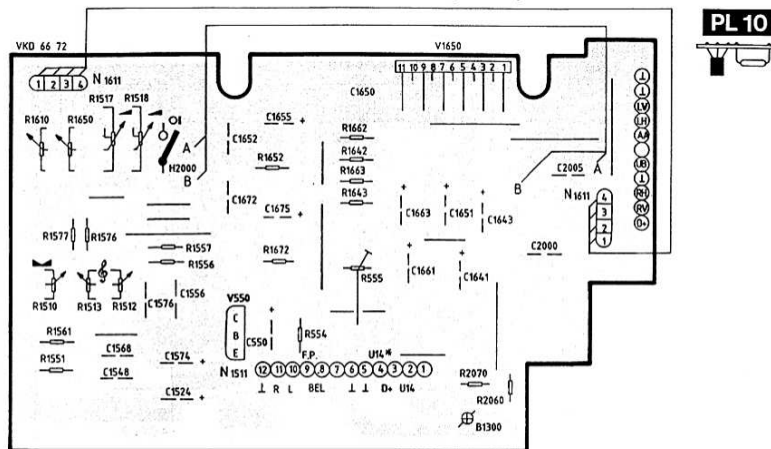 PL 10
VKD 66 72
V1650
N 1611
1 2 3 4
11 10 9 8 7 6 5 4 3 2 1
R1517 R1518
C1650
⊥
⊥
LV
LH
AA
UB
⊥
RH
RV
D+
R1610 R1650
OI
C1655 +
C1652
R1662
A
H2000
B
R1652
R1642
R1663
R1643
A
B
C2005
N 1611
4
3
2
1
C1672
C1675 +
+ C1663
+ C1651
+ C1643
R1577 R1576
R1557
R1556
R1672
R555
+ C1661
+ C1641
C2000
R1510 R1513 R1512
C1576
C1556
V550
C
B
E
+
C550
R554
R1561
R1551
C1568
C1548
C1574 +
C1524 +
F.P. U14*
N 1511
12 11 10 9 8 7 6 5 4 3 2 1
⊥ R L BEL ⊥ ⊥ D+ U14
R2070
R2060
B1300